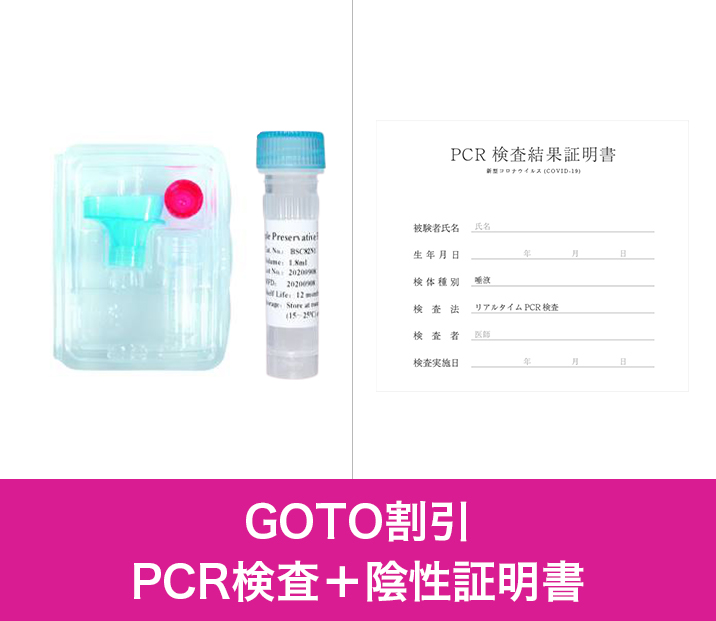 ple Preservative
Cat. No.: BSC82N1
Volume: 1.8ml
Lot No.: 20200908
MFD: 20200908
Shelf Life: 12
Storage: Store at
(15~25℃)
PCR 検査結果証明書
新型コロナウイルス (COVID-19)
被験者氏名 氏名
生年月日 年 月 日
検体種別 唾液
検査法 リアルタイム PCR 検査
検査者 医師
検査実施日 年 月 日
GOTO割引
PCR検査＋陰性証明書